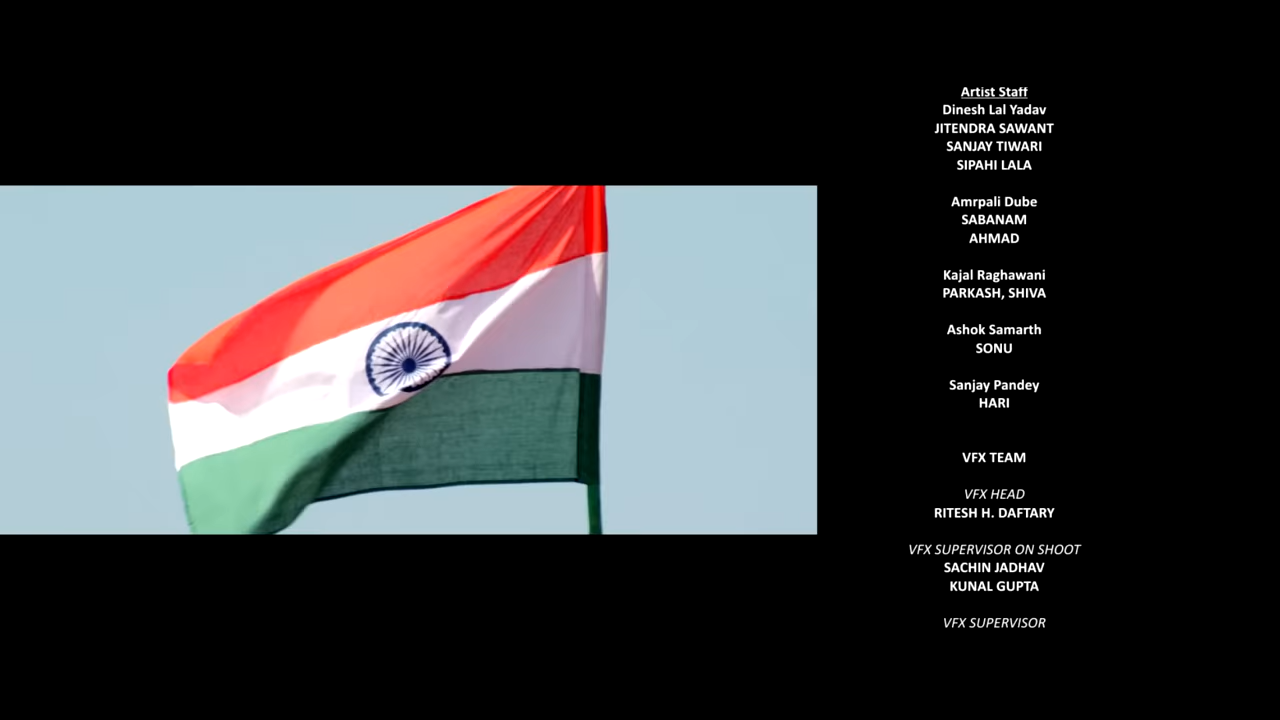 Artist Staff
Dinesh Lal Yadav
JITENDRA SAWANT
SANJAY TIWARI
SIPAHI LALA
Amrpali Dube
SABANAM
AHMAD
Kajal Raghawani
PARKASH, SHIVA
Ashok Samarth
SONU
Sanjay Pandey
HARI
VFX TEAM
VFX HEAD
RITESH H. DAFTARY
VFX SUPERVISOR ON SHOOT
SACHIN JADHAV
KUNAL GUPTA
VFX SUPERVISOR